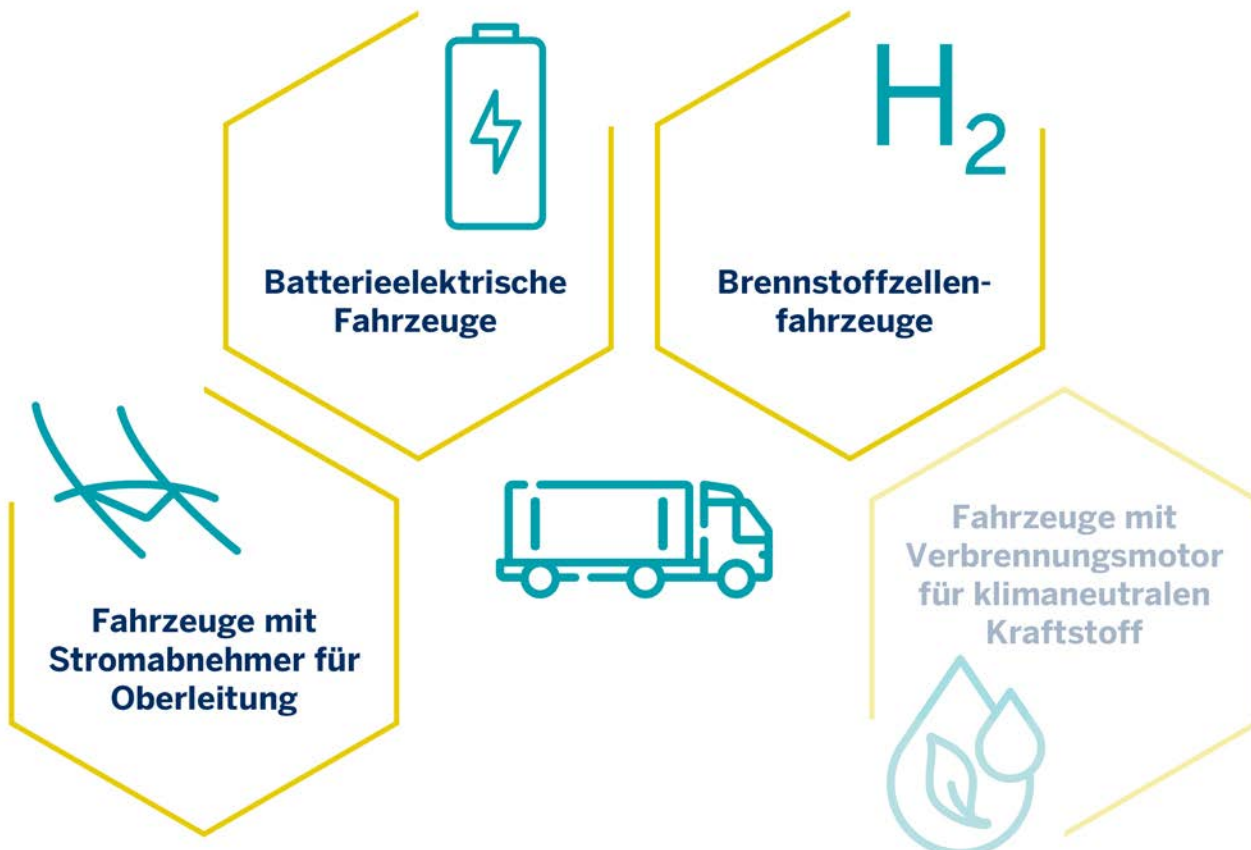 H₂
Batterieelektrische
Fahrzeuge
Brennstoffzellen-
fahrzeuge
Fahrzeuge mit
Stromabnehmer für
Oberleitung
Fahrzeuge mit
Verbrennungsmotor
für klimaneutralen
Kraftstoff